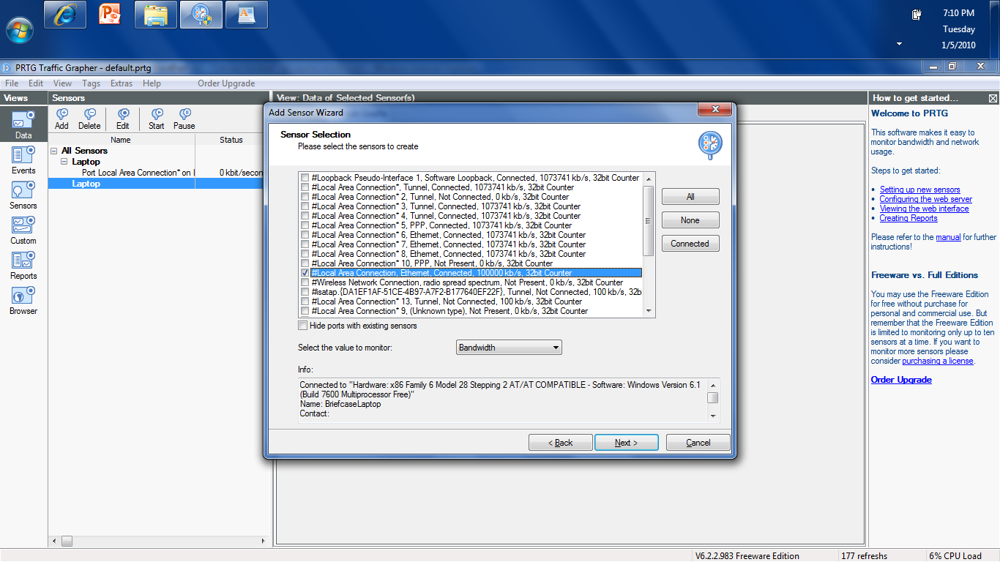 7:10 PM
Tuesday
1/5/2010
PRTG Traffic Grapher - default.prtg
File Edit View Tags Extras Help Order Upgrade
Views
Data
Events
Sensors
Custom
Reports
Browser
Sensors
Add Delete Edit Start Pause
Name Status
All Sensors
Laptop
Port Local Area Connection* on 0 kbit/secon
Laptop
View: Data of Selected Sensor(s)
Add Sensor Wizard
Sensor Selection
Please select the sensors to create
#Loopback Pseudo-Interface 1, Software Loopback, Connected, 1073741 kb/s, 32bit Counter
#Local Area Connection*, Tunnel, Connected, 1073741 kb/s, 32bit Counter
#Local Area Connection* 2, Tunnel, Not Connected, 0 kb/s, 32bit Counter
#Local Area Connection* 3, Tunnel, Connected, 1073741 kb/s, 32bit Counter
#Local Area Connection* 4, Tunnel, Connected, 1073741 kb/s, 32bit Counter
#Local Area Connection* 5, PPP, Connected, 1073741 kb/s, 32bit Counter
#Local Area Connection* 6, Ethernet, Connected, 1073741 kb/s, 32bit Counter
#Local Area Connection* 7, Ethernet, Connected, 1073741 kb/s, 32bit Counter
#Local Area Connection* 8, Ethernet, Connected, 1073741 kb/s, 32bit Counter
#Local Area Connection* 10, PPP, Not Present, 0 kb/s, 32bit Counter
#Local Area Connection, Ethernet, Connected, 100000 kb/s, 32bit Counter
#Wireless Network Connection, radio spread spectrum, Not Present, 0 kb/s, 32bit Counter
#isatap.{DA1EF1AF-51CE-4B97-A7F2-B177640EF22F}, Tunnel, Not Connected, 100 kb/s, 32b
#Local Area Connection* 13, Tunnel, Not Connected, 100 kb/s, 32bit Counter
#Local Area Connection* 9, (Unknown type), Not Present, 0 kb/s, 32bit Counter
All
None
Connected
Hide ports with existing sensors
Select the value to monitor: Bandwidth
Info:
Connected to "Hardware: x86 Family 6 Model 28 Stepping 2 AT/AT COMPATIBLE - Software: Windows Version 6.1
(Build 7600 Multiprocessor Free)"
Name: BriefcaseLaptop
Contact:
< Back Next > Cancel
How to get started...
Welcome to PRTG
This software makes it easy to
monitor bandwidth and network
usage.
Steps to get started:
• Setting up new sensors
• Configuring the web server
• Viewing the web interface
• Creating Reports
Please refer to the manual for further
instructions!
Freeware vs. Full Editions
You may use the Freeware Edition
for free without purchase for
personal and commercial use. But
remember that the Freeware Edition
is limited to monitoring only up to ten
sensors at a time. If you want to
monitor more sensors please
consider purchasing a license.
Order Upgrade
V6.2.2.983 Freeware Edition 177 refreshs 6% CPU Load